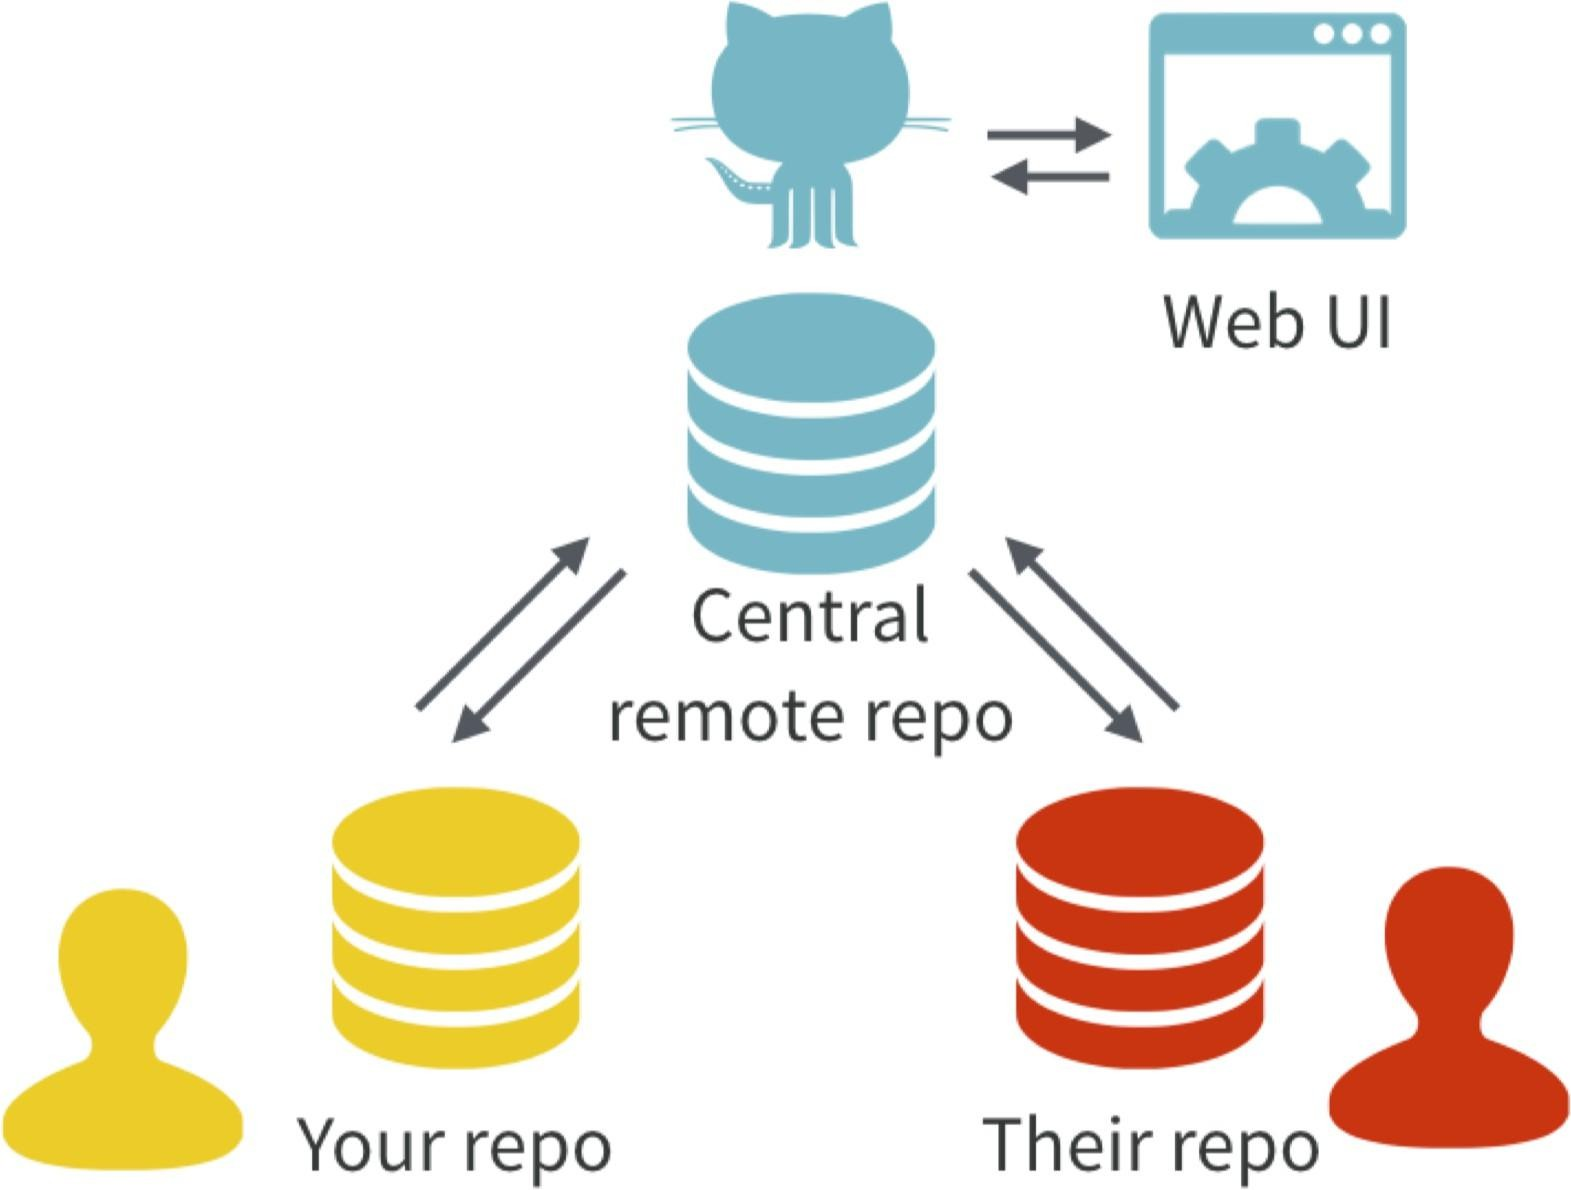 Web UI
Central
remote repo
Your repo
Their repo